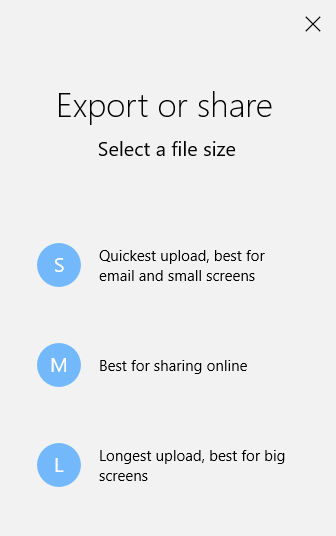 Export or share
Select a file size
S
Quickest upload, best for
email and small screens
M
Best for sharing online
L
Longest upload, best for big
screens